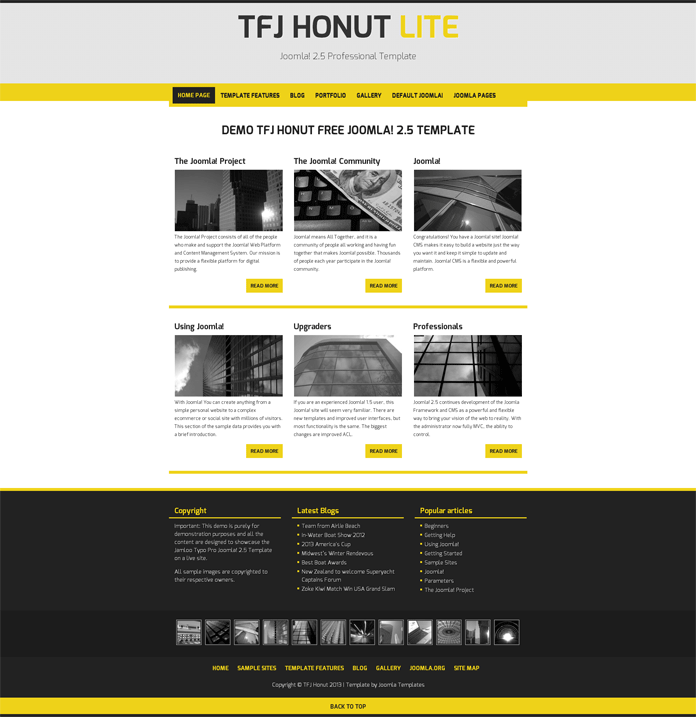 TFJ HONUT LITE
Joomla! 2.5 Professional Template
HOME PAGE TEMPLATE FEATURES BLOG PORTFOLIO GALLERY DEFAULT JOOMLA! JOOMLA PAGES
DEMO TFJ HONUT FREE JOOMLA! 2.5 TEMPLATE
The Joomla! Project
The Joomla! Project consists of all of the people
who make and support the Joomla! Web Platform
and Content Management System. Our mission is
to provide a flexible platform for digital
publishing.
READ MORE
The Joomla! Community
Joomla! means All Together, and it is a
community of people all working and having fun
together that makes Joomla! possible. Thousands
of people each year participate in the Joomla!
community.
READ MORE
Joomla!
Congratulations! You have a Joomla! site! Joomla!
CMS makes it easy to build a website just the way
you want it and keep it simple to update and
maintain. Joomla! CMS is a flexible and powerful
platform.
READ MORE
Using Joomla!
With Joomla! You can create anything from a
simple personal website to a complex
ecommerce or social site with millions of visitors.
This section of the sample data provides you with
a brief introduction.
READ MORE
Upgraders
If you are an experienced Joomla! 1.5 user, this
Joomla! site will seem very familiar. There are
new templates and improved user interfaces, but
most functionality is the same. The biggest
changes are improved ACL.
READ MORE
Professionals
Joomla! 2.5 continues development of the Joomla
Framework and CMS as a powerful and flexible
way to bring your vision of the web to reality. With
the administrator now fully MVC, the ability to
control.
READ MORE
Copyright
Important: This demo is purely for
demonstration purposes and all the
content are designed to showcase the
Jamloo Typo Pro Joomla! 2.5 Template
on a live site.
All sample images are copyrighted to
their respective owners.
Latest Blogs
Team from Airlie Beach
In-Water Boat Show 2012
2013 America's Cup
Midwest's Winter Rendevous
Best Boat Awards
New Zealand to welcome Superyacht
Captains Forum
Zoke Kiwi Match Win USA Grand Slam
Popular articles
Beginners
Getting Help
Using Joomla!
Getting Started
Sample Sites
Joomla!
Parameters
The Joomla! Project
HOME SAMPLE SITES TEMPLATE FEATURES BLOG GALLERY JOOMLA.ORG SITE MAP
Copyright © TFJ Honut 2013 | Template by Joomla Templates
BACK TO TOP